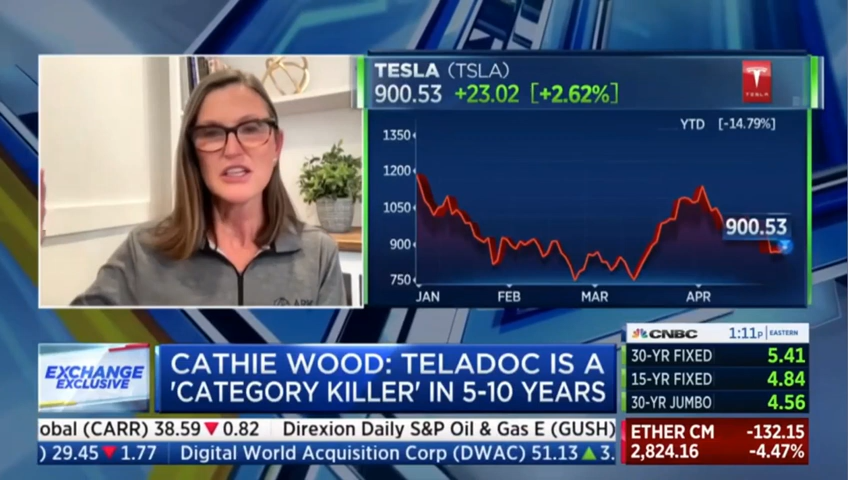 TESLA (TSLA)
900.53 +23.02 [+2.62%]
TESLA
YTD [-14.79%]
1350
1200
1050
900
750
900.53
JAN FEB MAR APR
EXCHANGE
EXCLUSIVE
CATHIE WOOD: TELADOC IS A
'CATEGORY KILLER' IN 5-10 YEARS
CNBC 1:11p EASTERN
30-YR FIXED 5.41
15-YR FIXED 4.84
30-YR JUMBO 4.56
obal (CARR) 38.59 ▼ 0.82 Direxion Daily S&P Oil & Gas E (GUSH)
) 29.45 ▼ 1.77 Digital World Acquisition Corp (DWAC) 51.13 ▲ 3.
ETHER CM -132.15
2,824.16 -4.47%